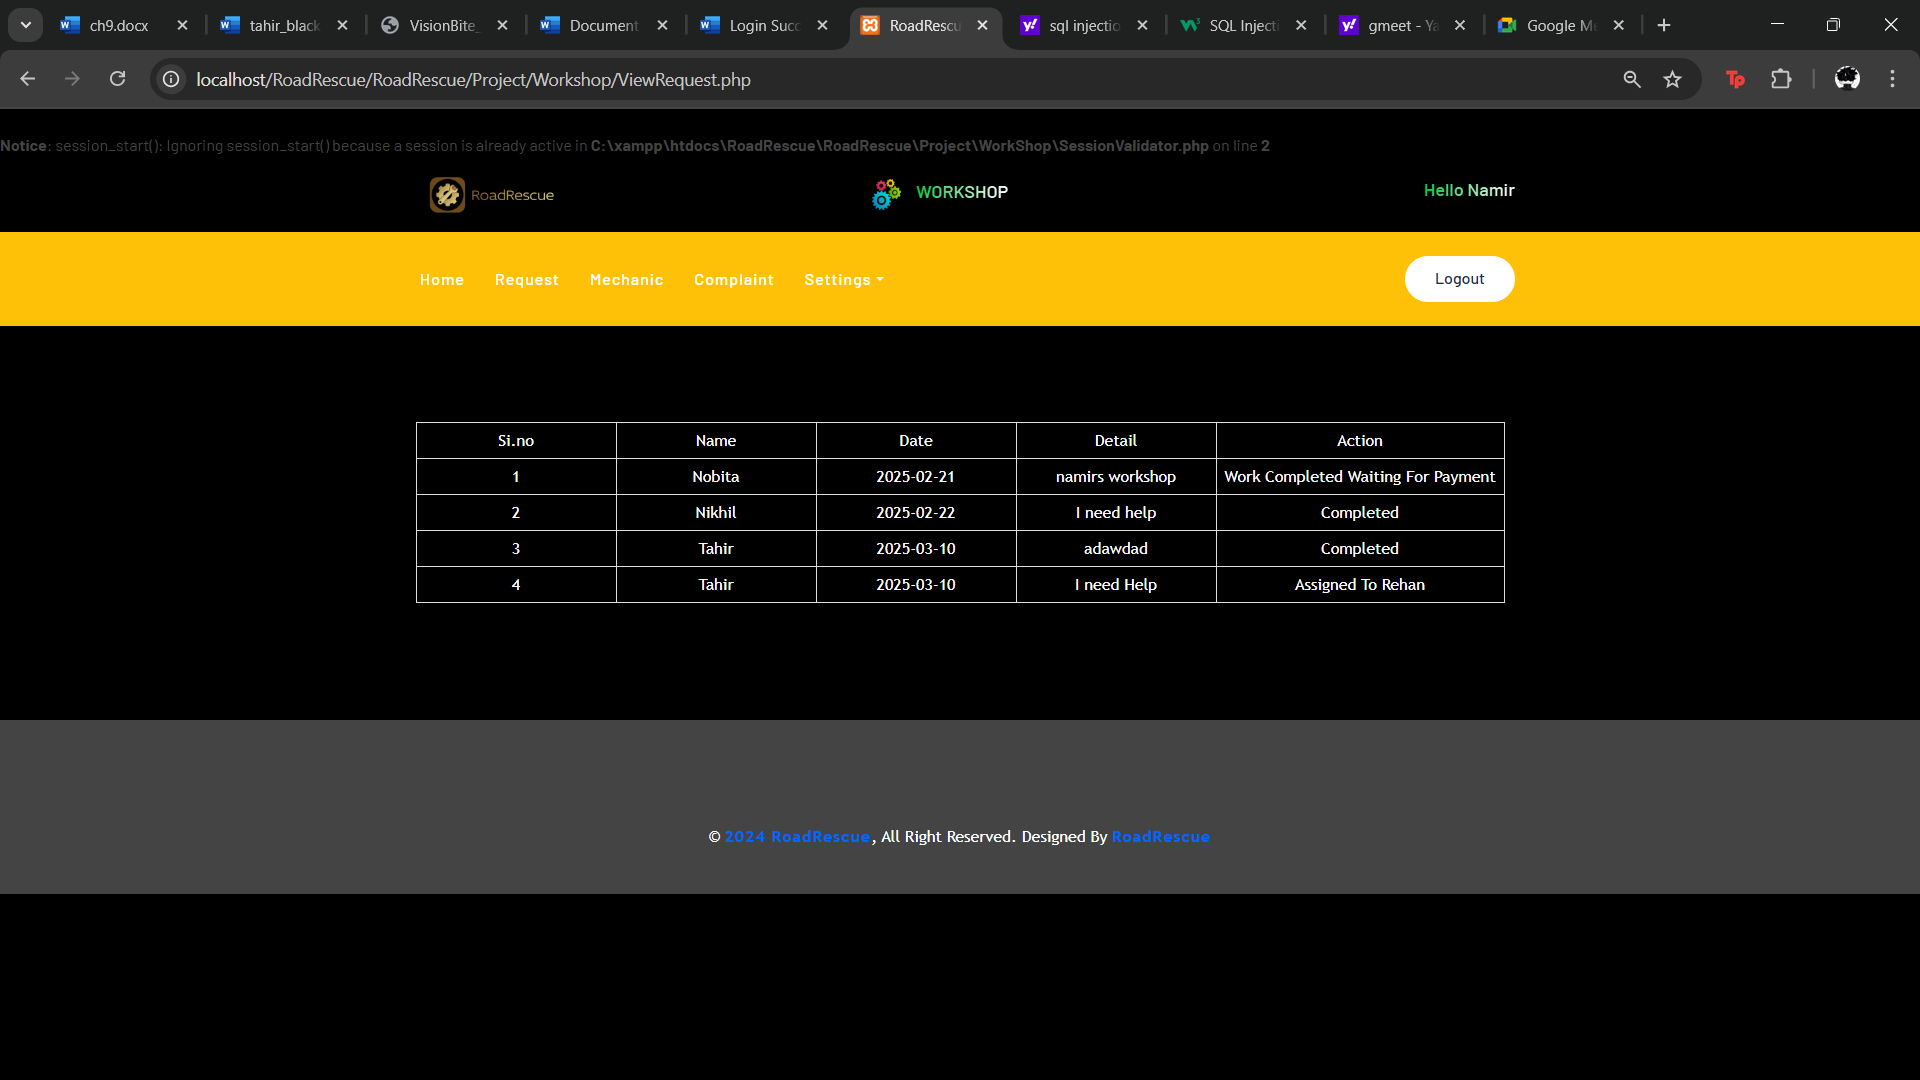 ch9.docx tahir_black VisionBite_ Document Login Succ RoadRescu sql injectio SQL Injecti gmeet - Ya Google Me
localhost/RoadRescue/RoadRescue/Project/Workshop/ViewRequest.php
Notice: session_start(): Ignoring session_start() because a session is already active in C:\xampp\htdocs\RoadRescue\RoadRescue\Project\WorkShop\SessionValidator.php on line 2
RoadRescue WORKSHOP Hello Namir
Home Request Mechanic Complaint Settings Logout
Si.no Name Date Detail Action
1 Nobita 2025-02-21 namirs workshop Work Completed Waiting For Payment
2 Nikhil 2025-02-22 I need help Completed
3 Tahir 2025-03-10 adawdad Completed
4 Tahir 2025-03-10 I need Help Assigned To Rehan
© 2024 RoadRescue, All Right Reserved. Designed By RoadRescue